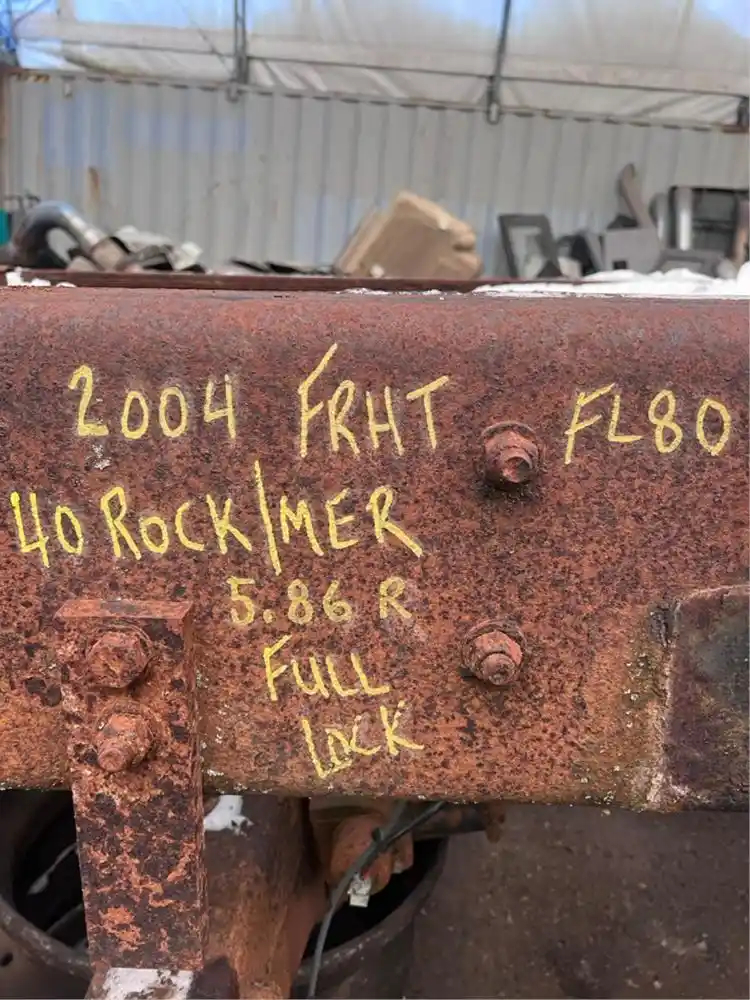 2004 FRHT FL80
40 ROCK/MER
5.86 R
FULL
LOCK